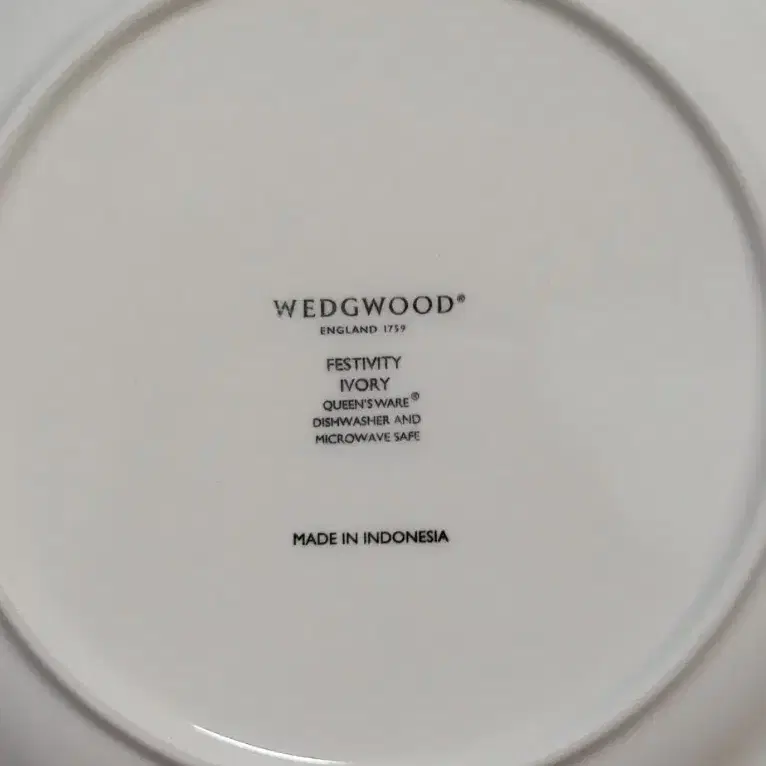 WEDGWOOD®
ENGLAND 1759
FESTIVITY
IVORY
QUEEN'S WARE®
DISHWASHER AND
MICROWAVE SAFE
MADE IN INDONESIA